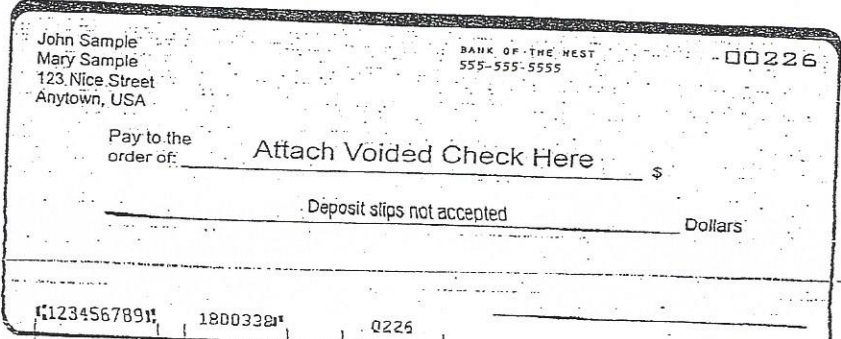 John Sample
Mary Sample
123 Nice Street
Anytown, USA
BANK OF THE WEST
555-555-5555
00226
Pay to the
order of: Attach Voided Check Here $
Deposit slips not accepted Dollars
⑆123456789⑆ 1800338⑈ 0226